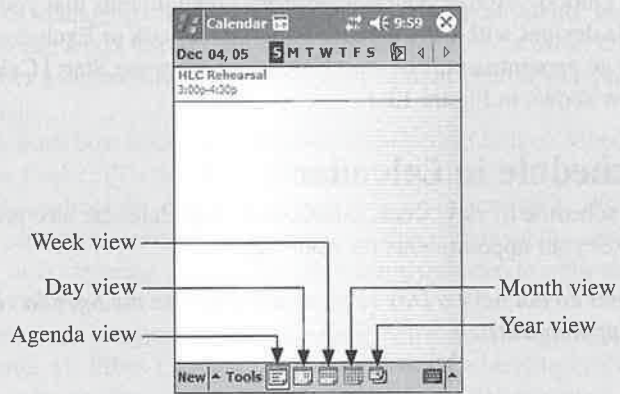 Calendar 9:59
Dec 04, 05 S M T W T F S
HLC Rehearsal
3:00p-4:30p
Week view
Day view
Month view
Agenda view
Year view
New Tools